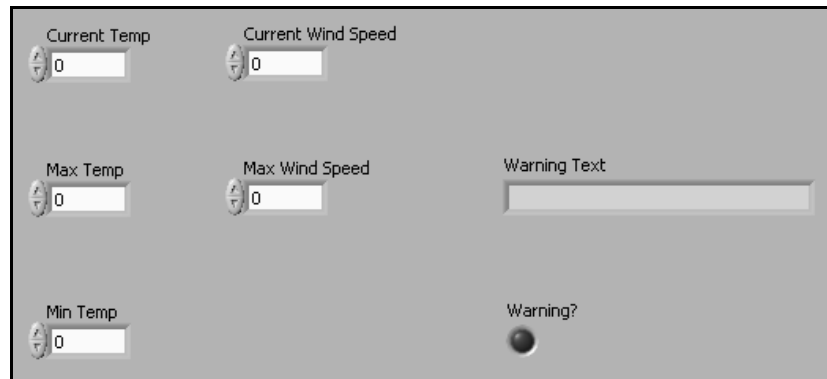 Current Temp
Current Wind Speed
0
0
Max Temp
Max Wind Speed
Warning Text
0
0
Min Temp
Warning?
0